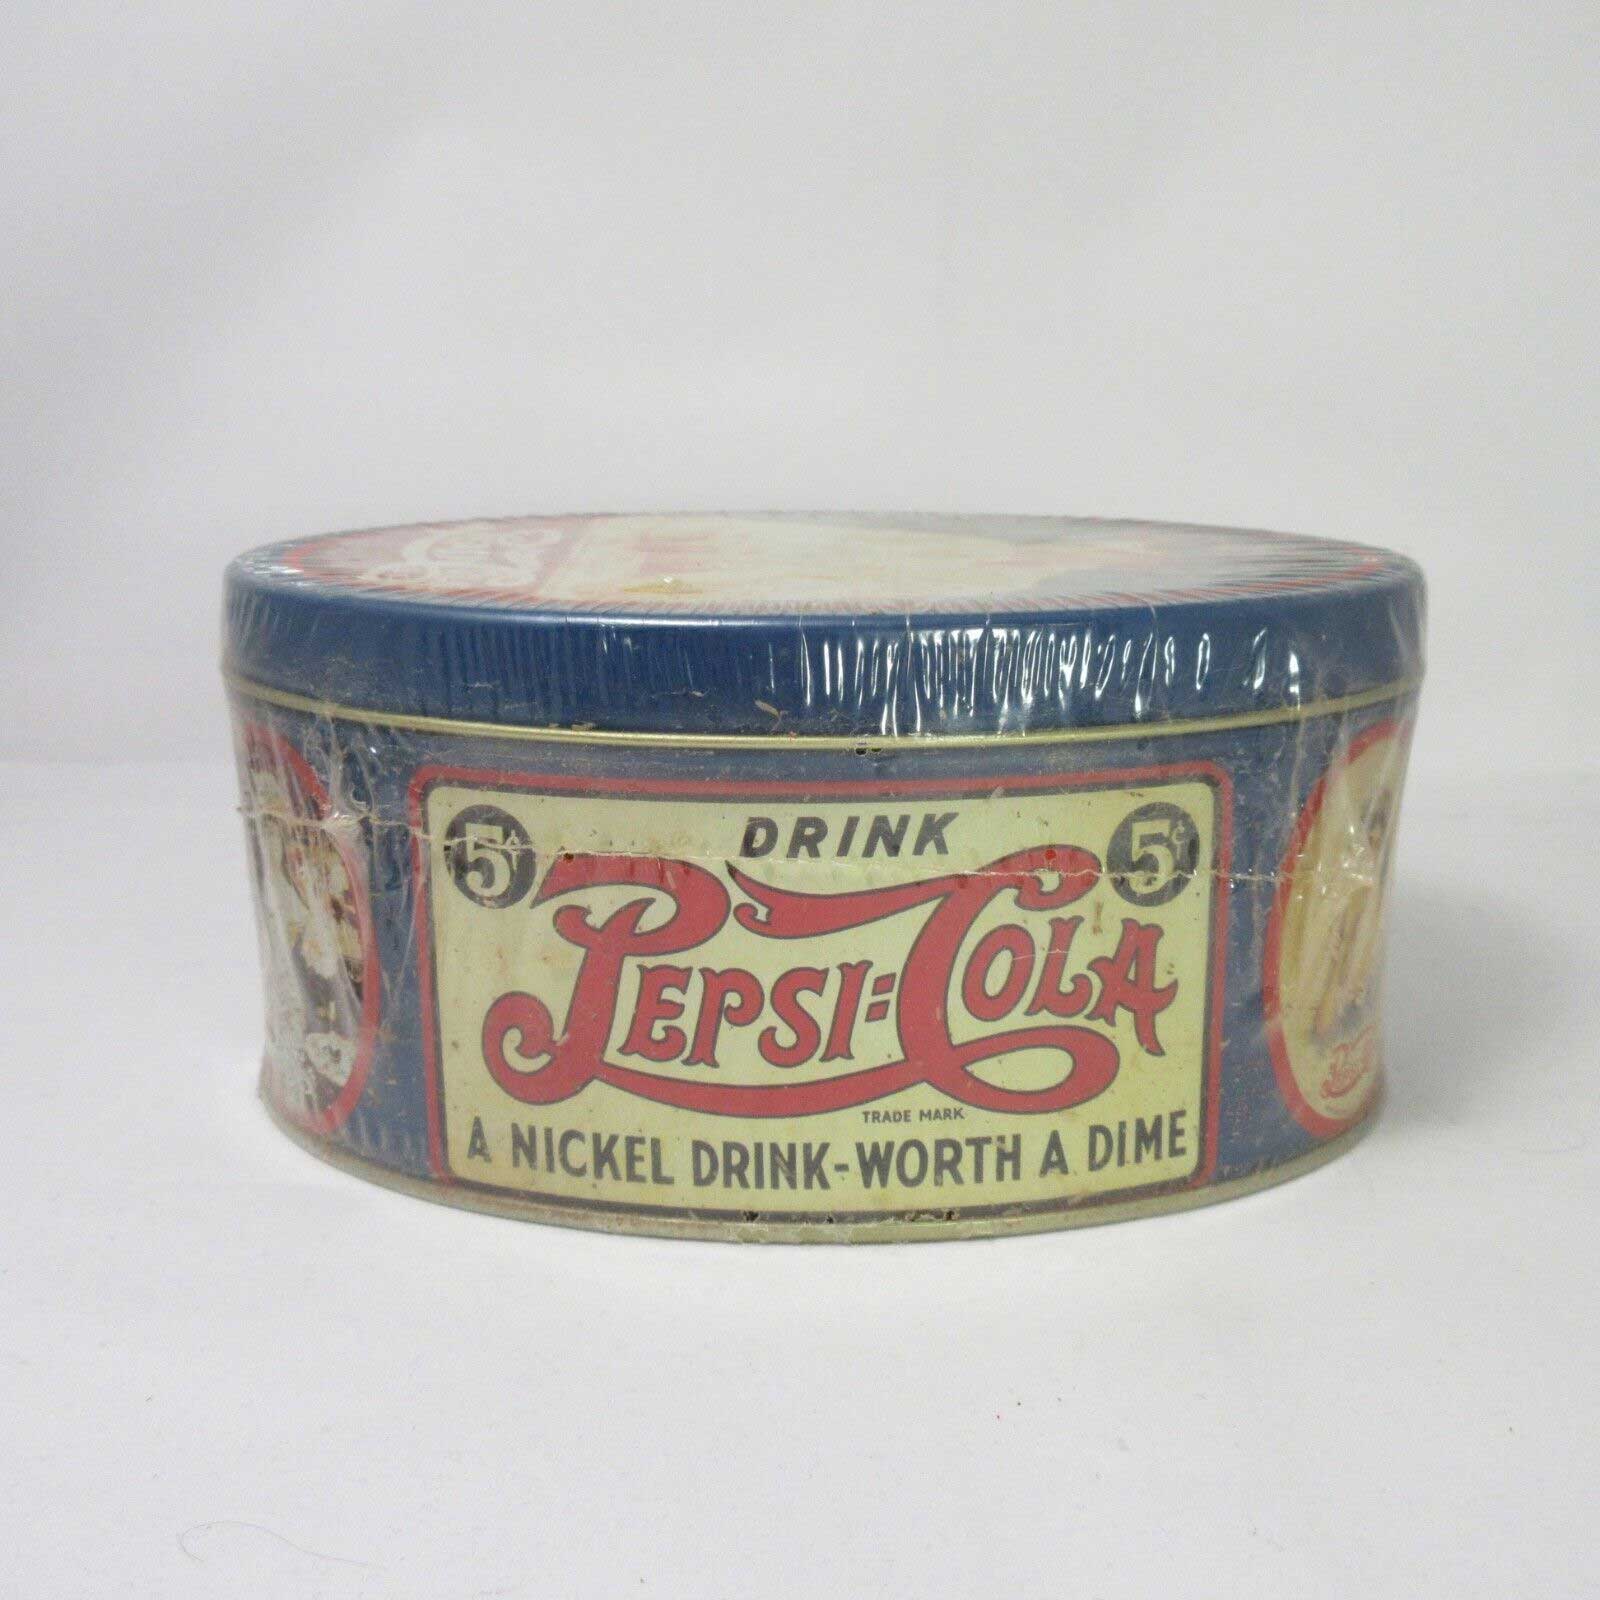 5¢ DRINK 5¢
PEPSI=COLA
TRADE MARK
A NICKEL DRINK-WORTH A DIME